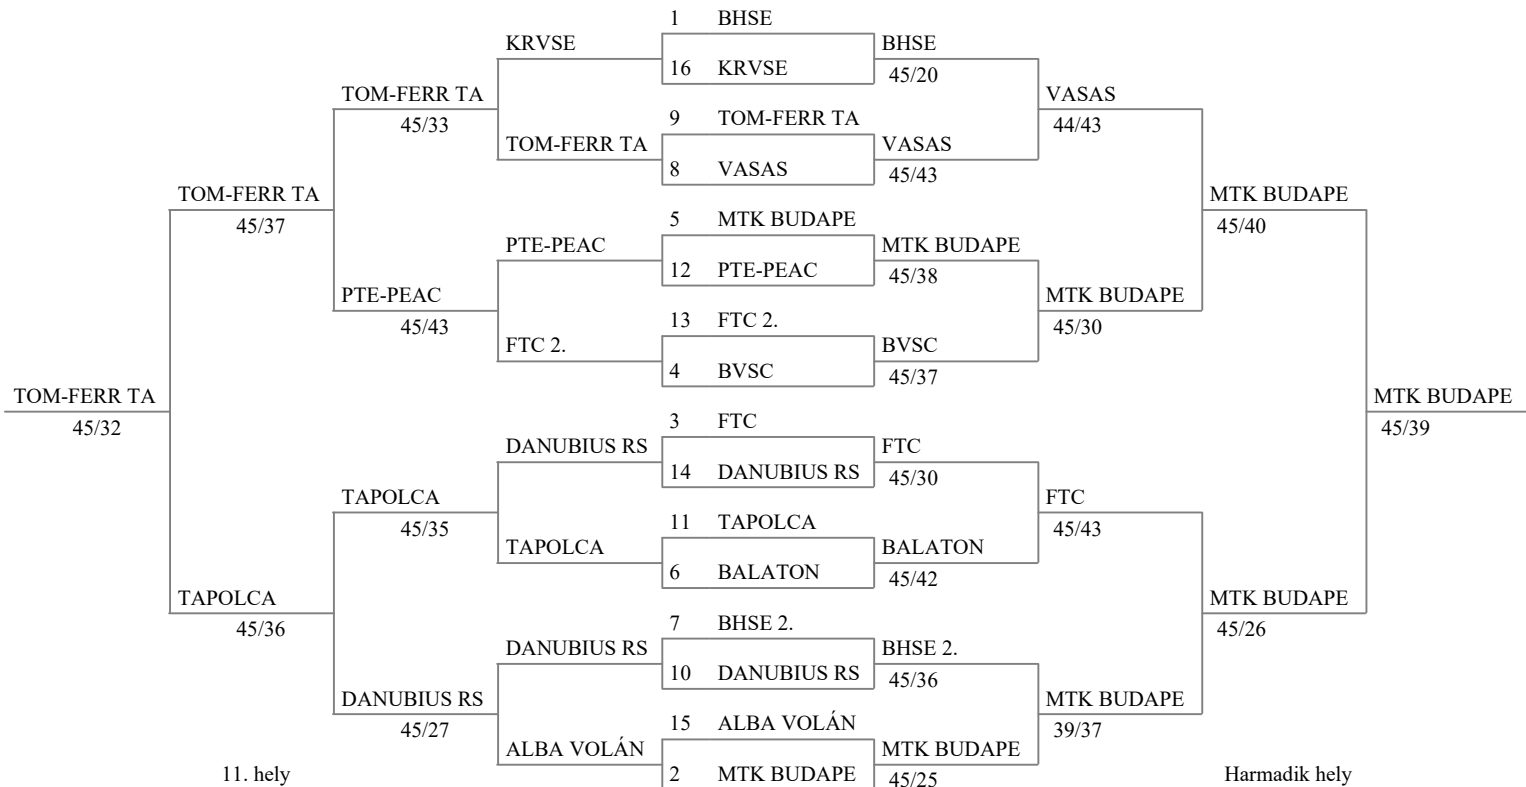 1 BHSE
KRVSE BHSE
16 KRVSE 45/20
TOM-FERR TA VASAS
45/33 9 TOM-FERR TA 44/43
TOM-FERR TA VASAS
8 VASAS 45/43
TOM-FERR TA MTK BUDAPE
45/37 5 MTK BUDAPE 45/40
PTE-PEAC MTK BUDAPE
12 PTE-PEAC 45/38
PTE-PEAC MTK BUDAPE
45/43 13 FTC 2. 45/30
FTC 2. BVSC
4 BVSC 45/37
TOM-FERR TA MTK BUDAPE
45/32 3 FTC 45/39
DANUBIUS RS FTC
14 DANUBIUS RS 45/30
TAPOLCA FTC
45/35 11 TAPOLCA 45/43
TAPOLCA BALATON
6 BALATON 45/42
TAPOLCA MTK BUDAPE
45/36 7 BHSE 2. 45/26
DANUBIUS RS BHSE 2.
10 DANUBIUS RS 45/36
DANUBIUS RS MTK BUDAPE
45/27 15 ALBA VOLÁN 39/37
ALBA VOLÁN MTK BUDAPE
11. hely 2 MTK BUDAPE 45/25 Harmadik hely